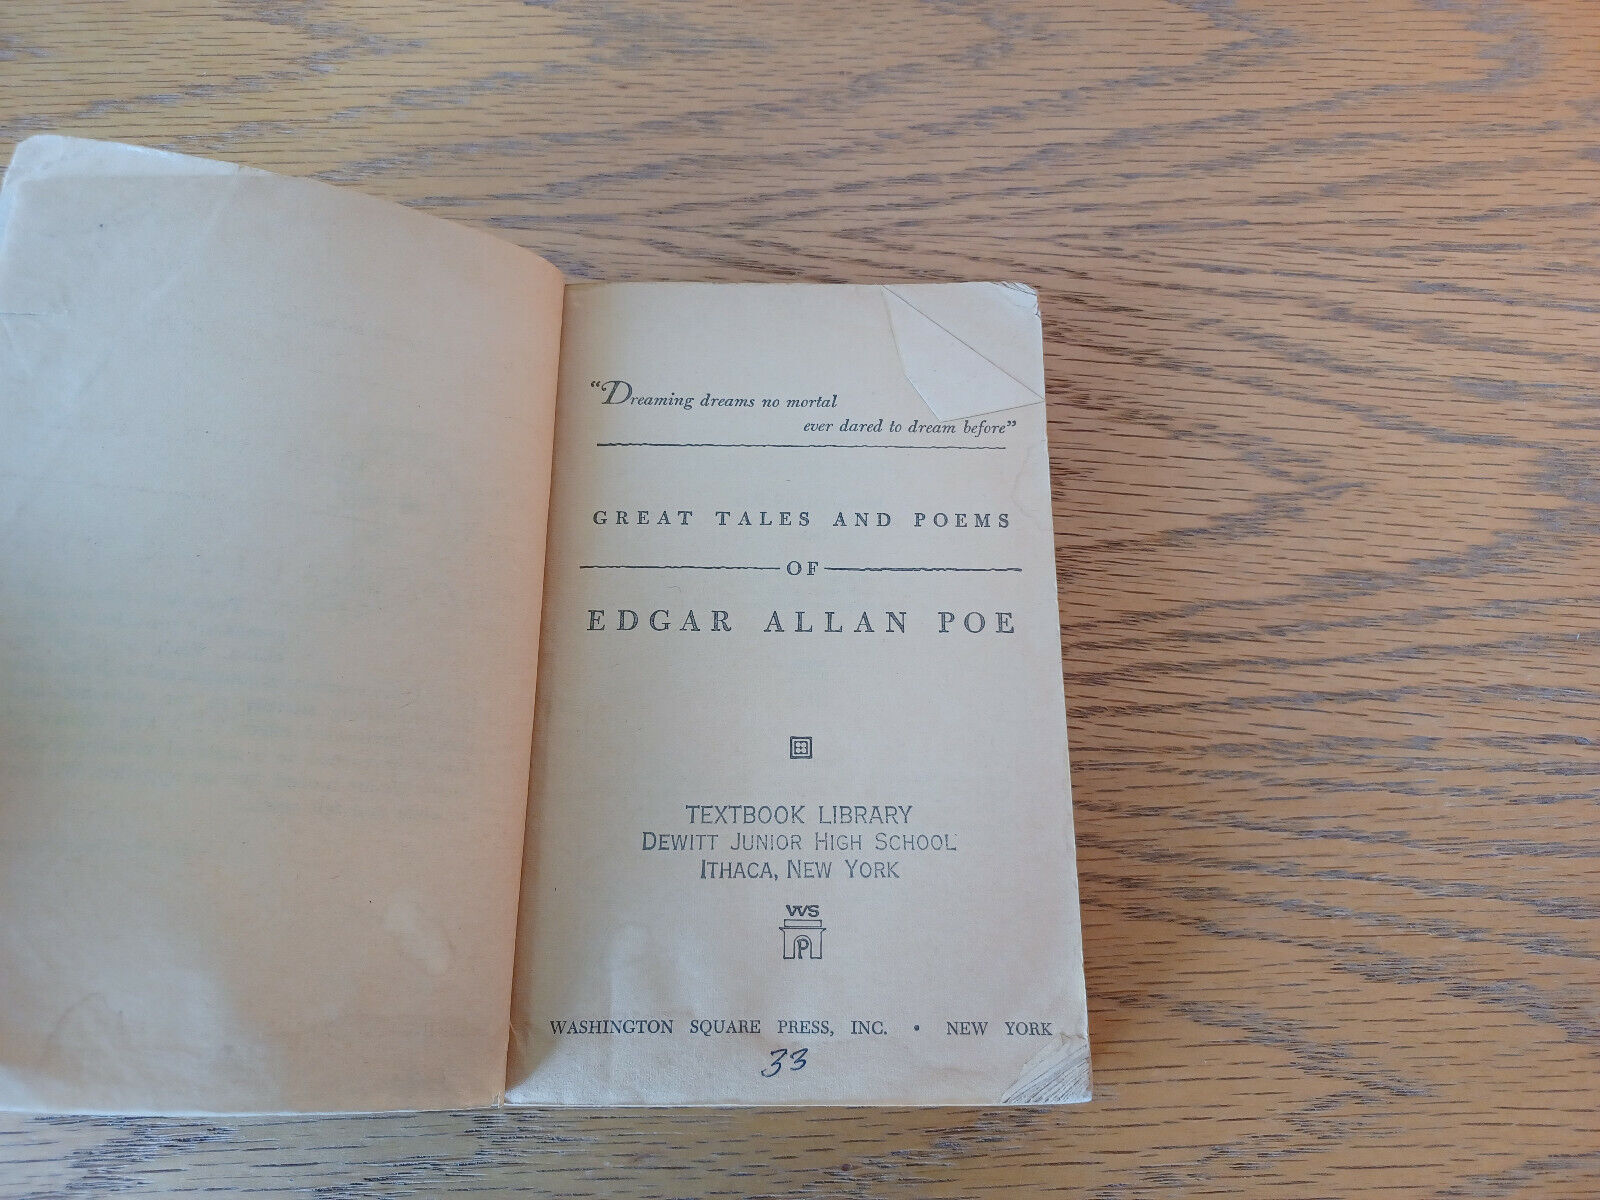 “Dreaming dreams no mortal
ever dared to dream before”
GREAT TALES AND POEMS
OF
EDGAR ALLAN POE
TEXTBOOK LIBRARY
DEWITT JUNIOR HIGH SCHOOL
ITHACA, NEW YORK
WS
P
WASHINGTON SQUARE PRESS, INC. • NEW YORK
33